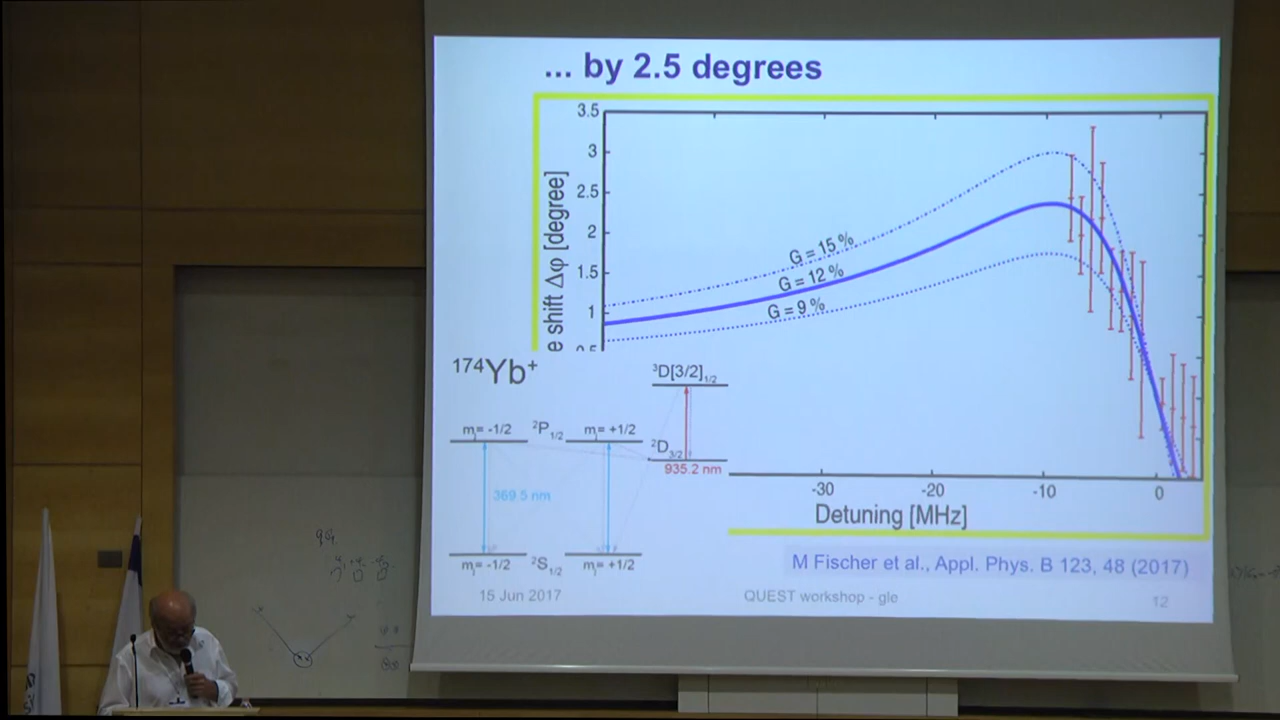 ... by 2.5 degrees
3.5
3
2.5
2
1.5
1
e shift Δφ [degree]
G = 15 %
G = 12 %
G = 9 %
-30
-20
-10
0
Detuning [MHz]
¹⁷⁴Yb⁺
³D[3/2]₁/₂
mⱼ= -1/2
²P₁/₂
mⱼ= +1/2
²D₃/₂
935.2 nm
369.5 nm
mⱼ= -1/2
²S₁/₂
mⱼ= +1/2
M Fischer et al., Appl. Phys. B 123, 48 (2017)
15 Jun 2017
QUEST workshop - gle
12